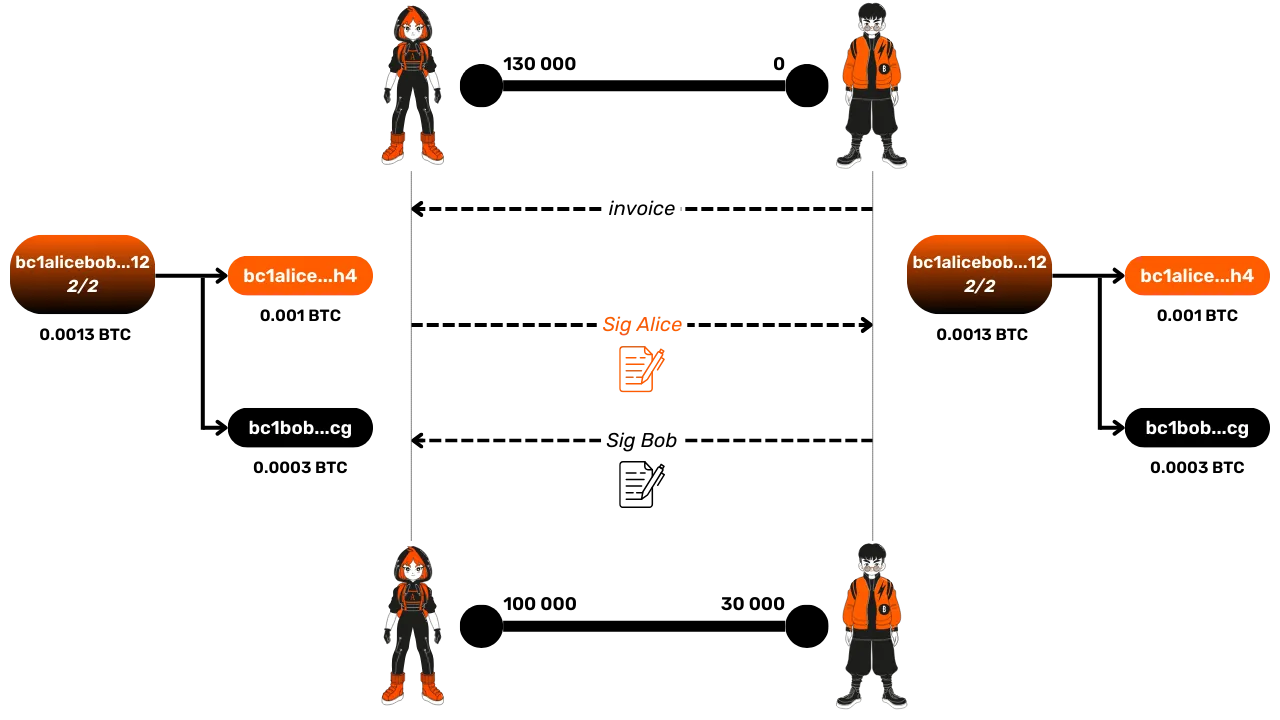 130 000
0
invoice
bc1alicebob...12
2/2
0.0013 BTC
bc1alice...h4
0.001 BTC
bc1bob...cg
0.0003 BTC
Sig Alice
Sig Bob
bc1alicebob...12
2/2
0.0013 BTC
bc1alice...h4
0.001 BTC
bc1bob...cg
0.0003 BTC
100 000
30 000